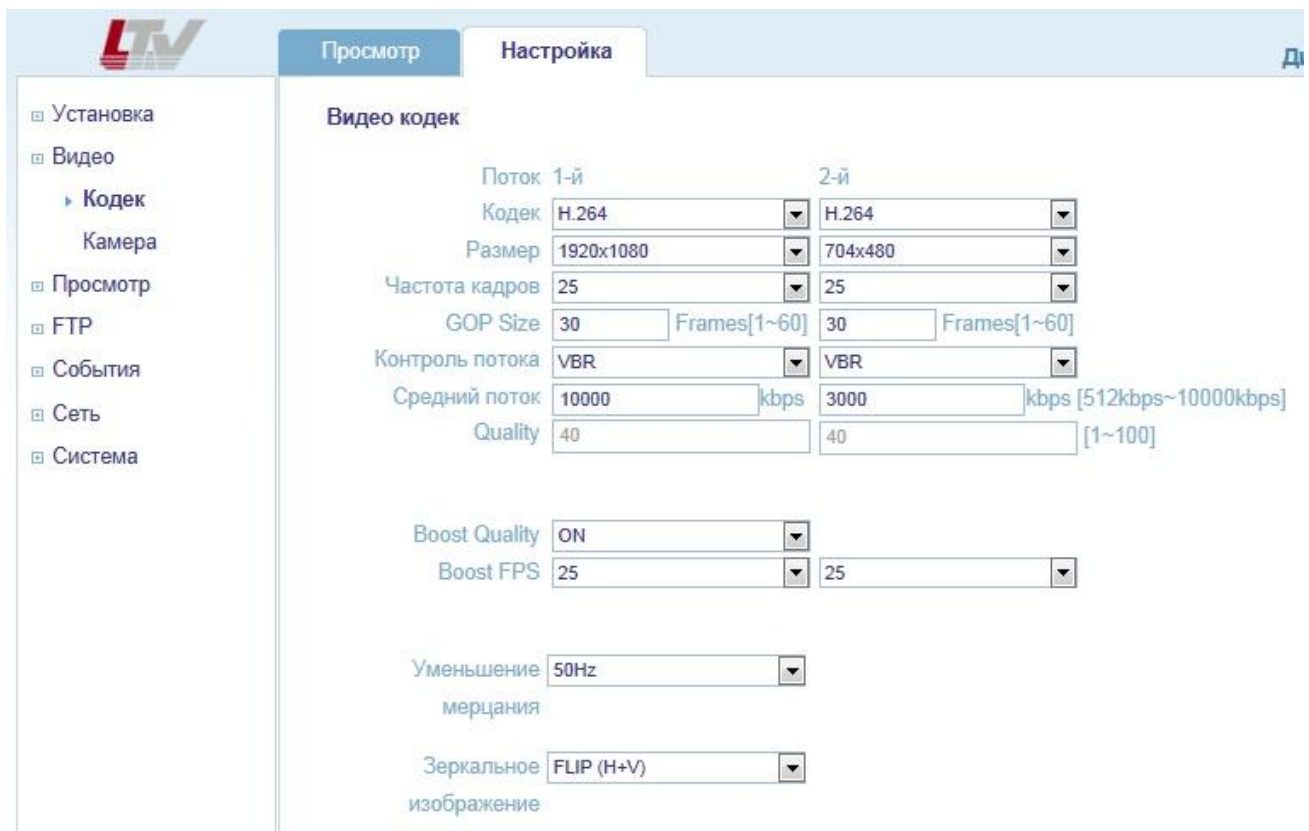 LTV
Просмотр
Настройка
Ди
Установка
Видео
Кодек
Камера
Просмотр
FTP
События
Сеть
Система
Видео кодек
Поток 1-й 2-й
Кодек H.264 H.264
Размер 1920x1080 704x480
Частота кадров 25 25
GOP Size 30 Frames[1~60] 30 Frames[1~60]
Контроль потока VBR VBR
Средний поток 10000 kbps 3000 kbps [512kbps~10000kbps]
Quality 40 40 [1~100]
Boost Quality ON
Boost FPS 25 25
Уменьшение 50Hz
мерцания
Зеркальное FLIP (H+V)
изображение